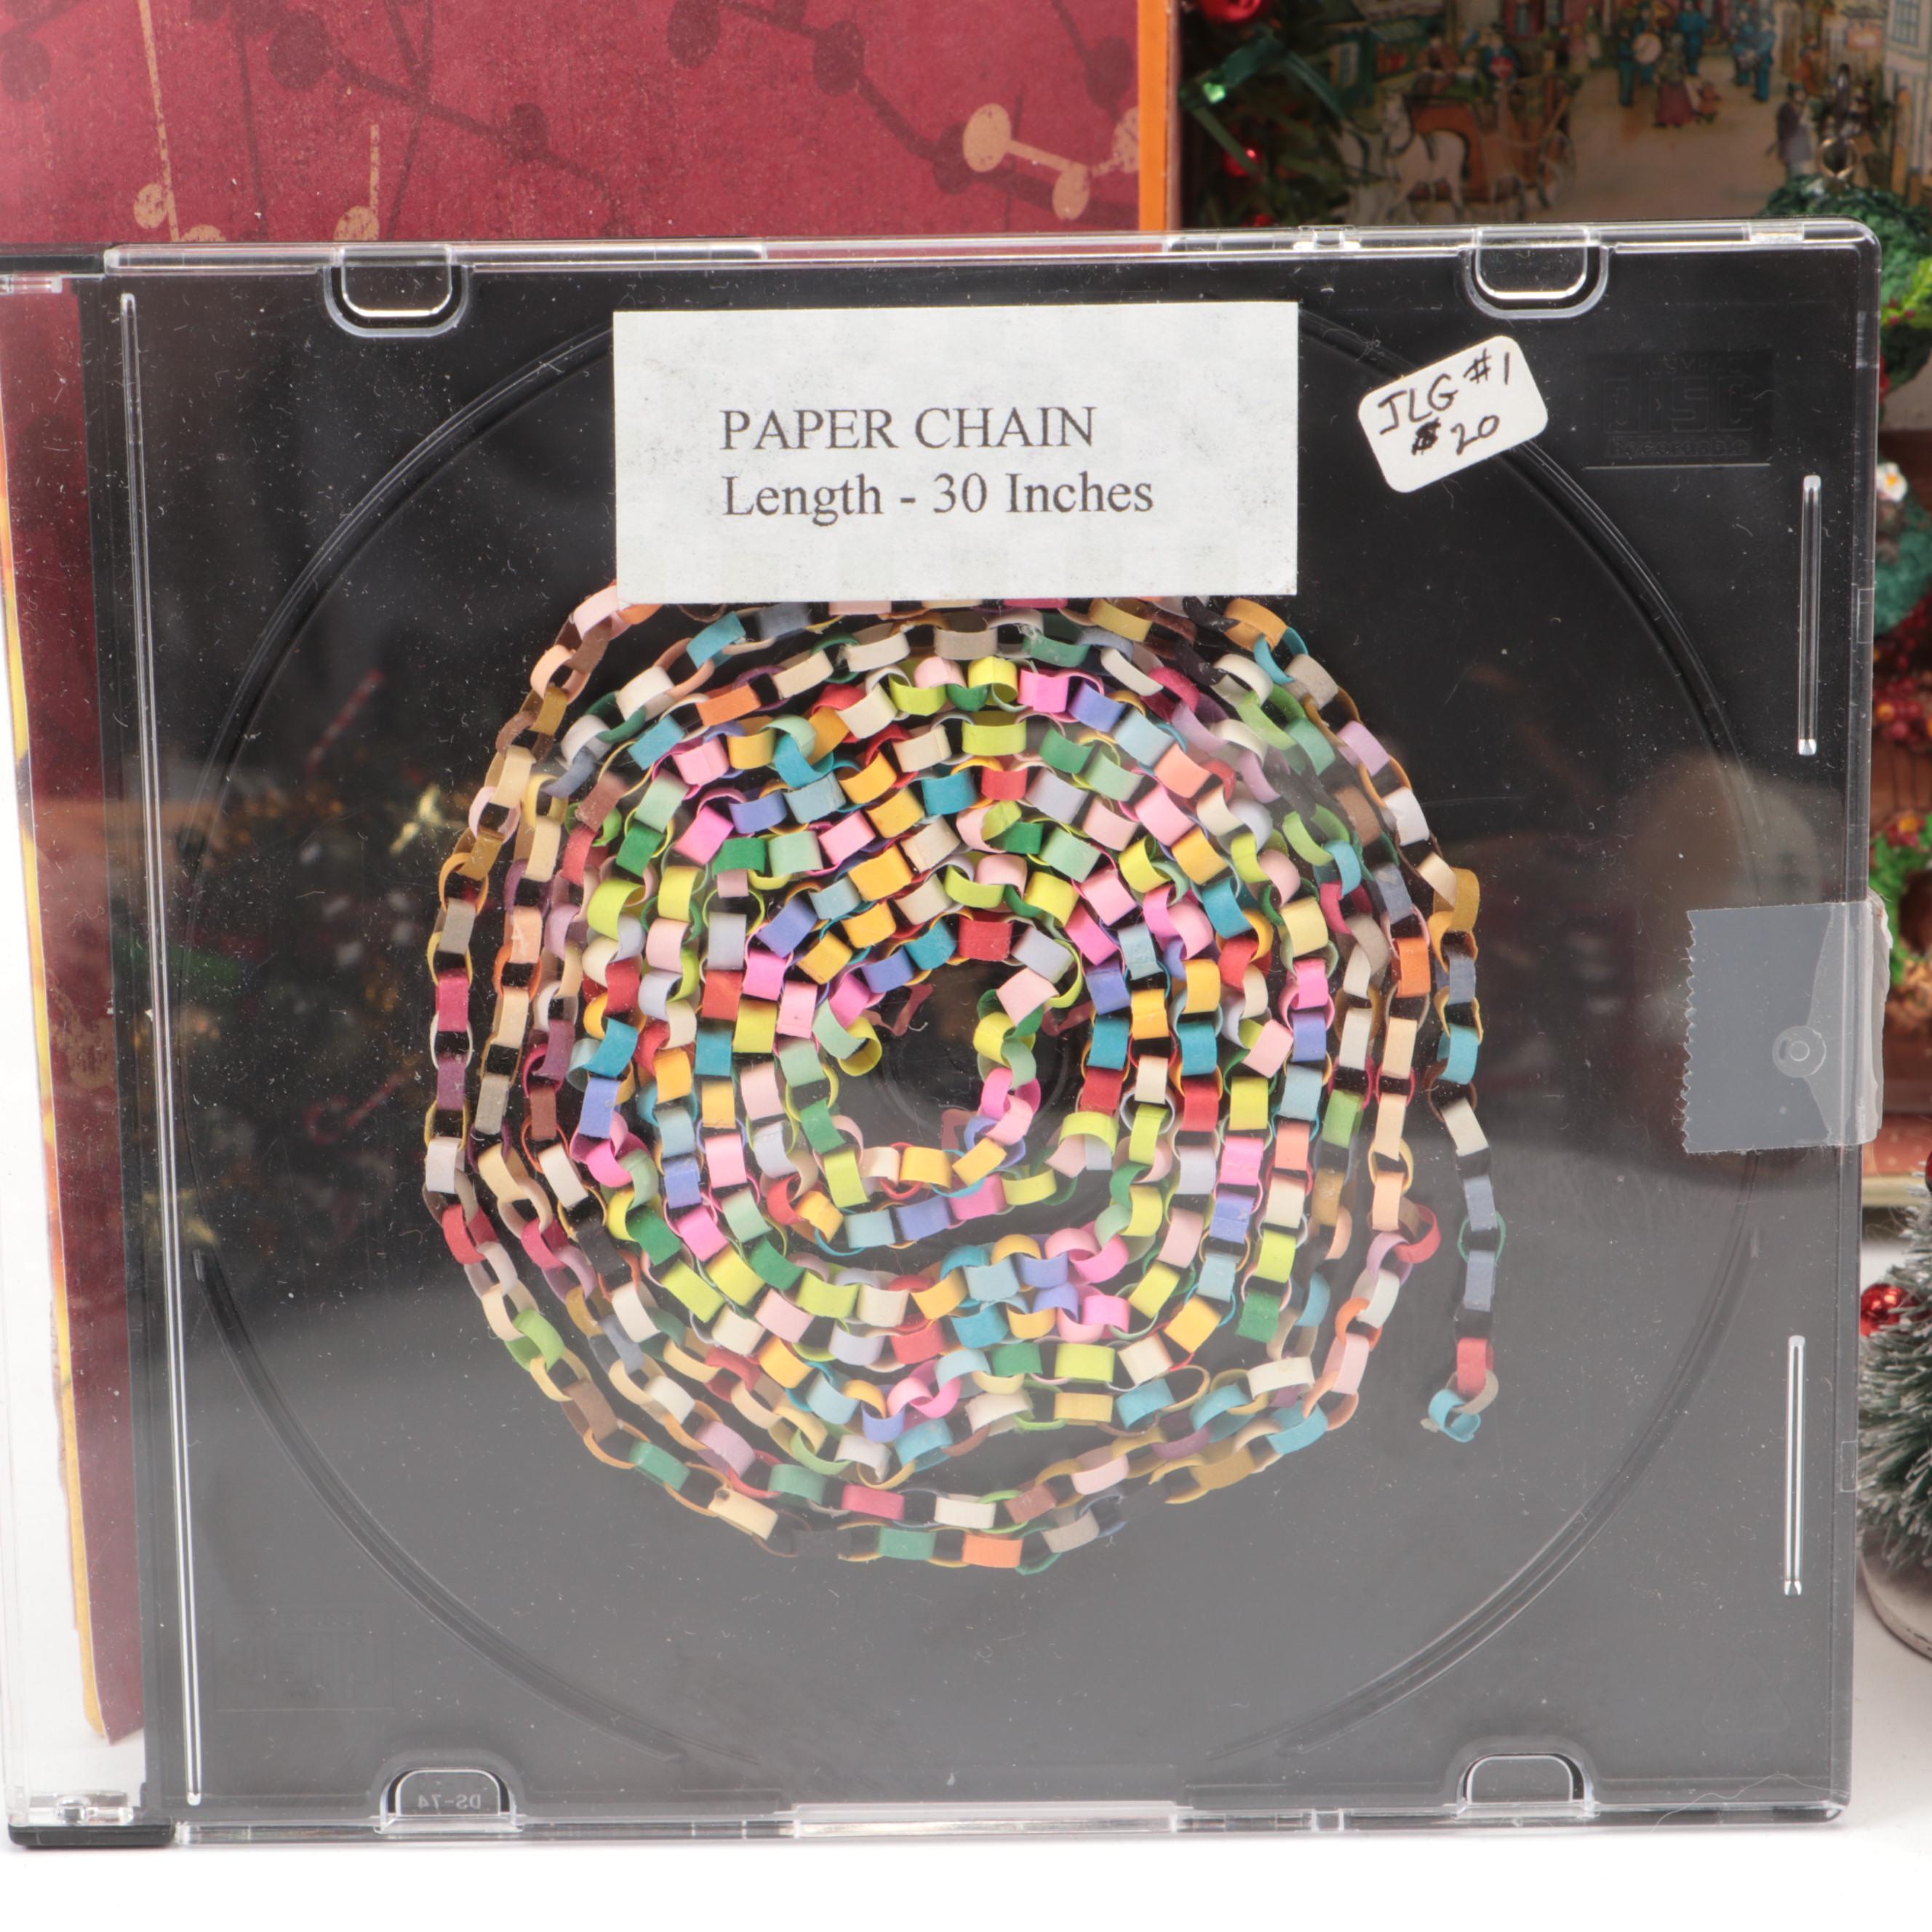 PAPER CHAIN
Length - 30 Inches
JLG #1
$20
DS-74